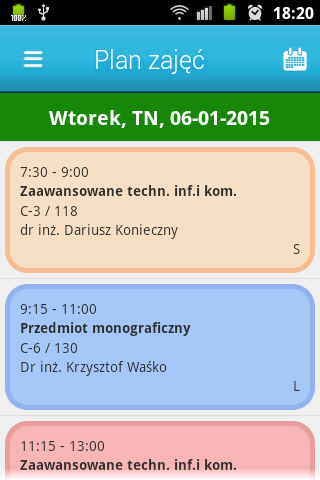 100%
18:20
Plan zajęć
Wtorek, TN, 06-01-2015
7:30 - 9:00
Zaawansowane techn. inf.i kom.
C-3 / 118
dr inż. Dariusz Konieczny
S
9:15 - 11:00
Przedmiot monograficzny
C-6 / 130
Dr inż. Krzysztof Waśko
L
11:15 - 13:00
Zaawansowane techn. inf.i kom.